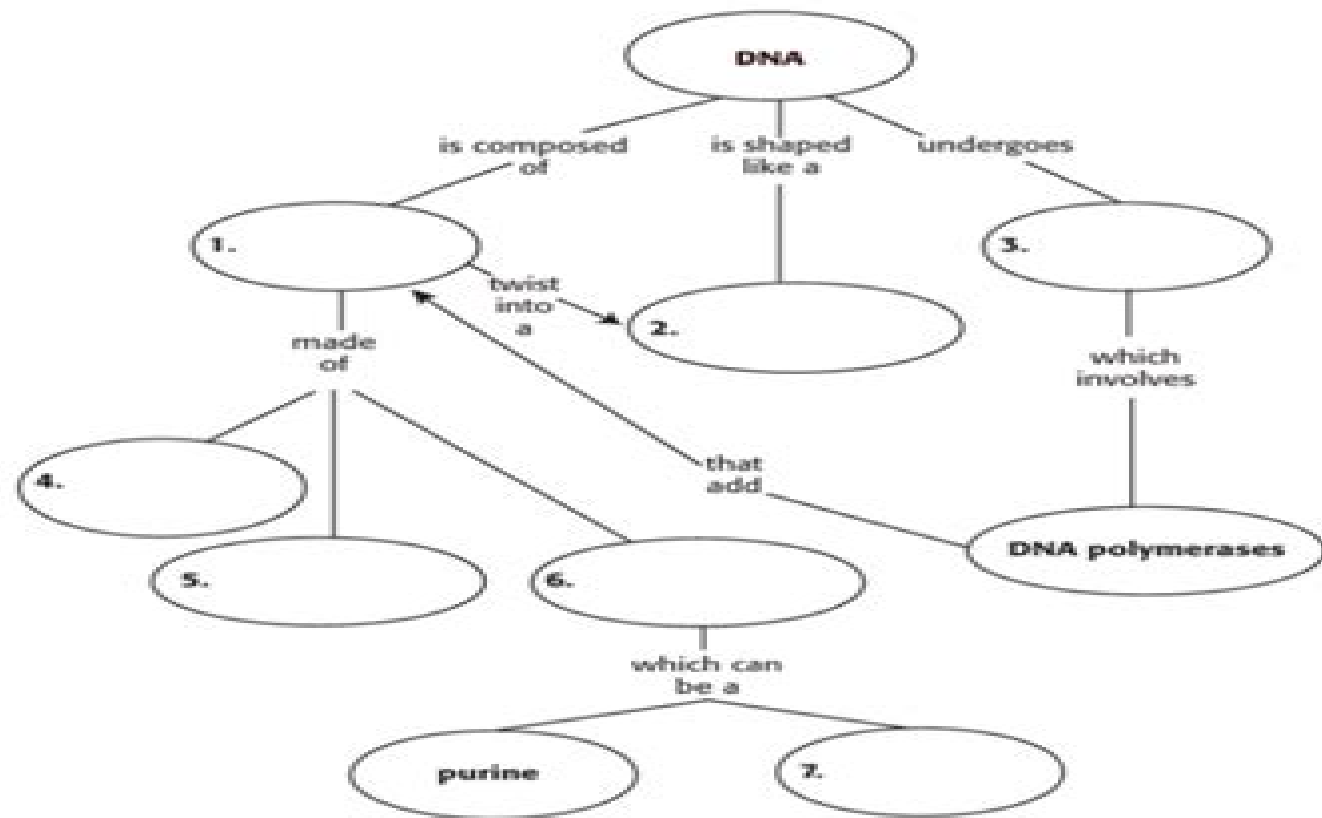 DNA
is composed
of
is shaped
like a
undergoes
1.
twist
into
a
2.
3.
made
of
which
involves
4.
that
add
5.
6.
DNA polymerases
which can
be a
purine
7.